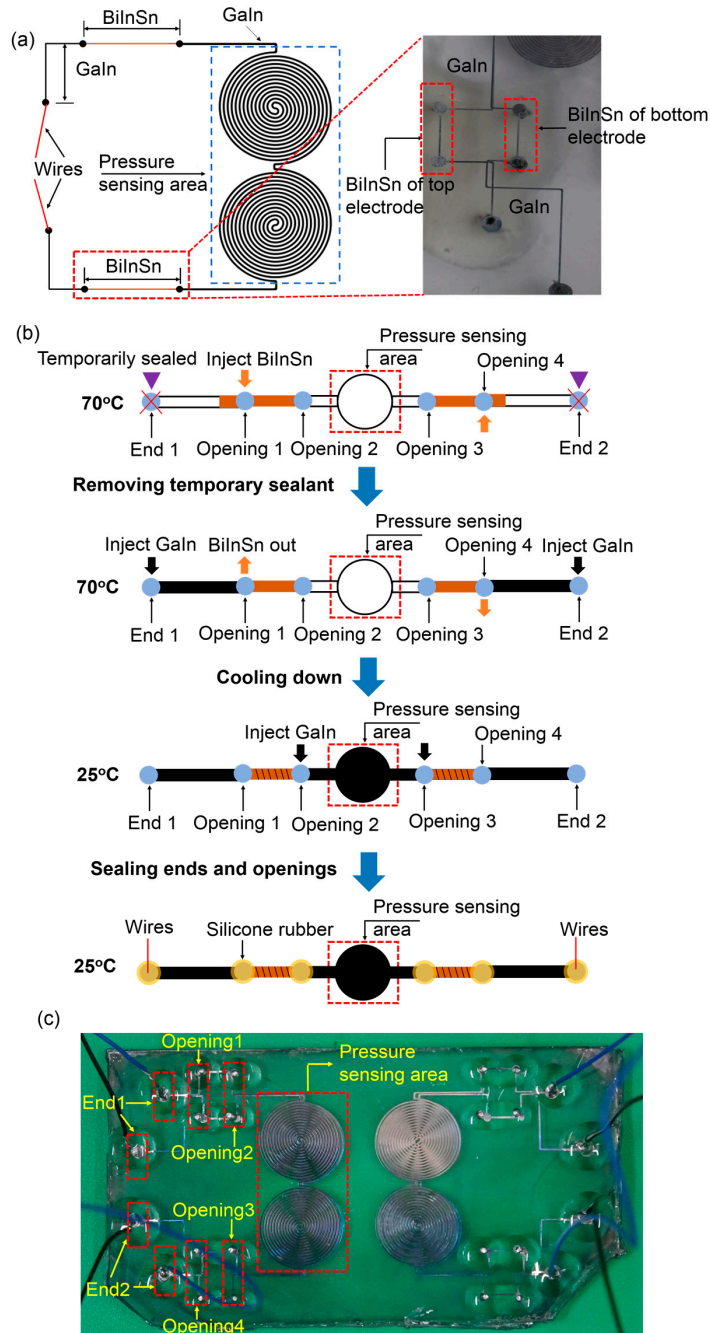 (a)
BiInSn
GaIn
GaIn
Wires
Pressure
sensing area
BiInSn
GaIn
BiInSn of bottom
electrode
BiInSn of top
electrode
GaIn
(b)
Pressure sensing
area
Temporarily sealed
Inject BiInSn
Opening 4
70°C
End 1
Opening 1
Opening 2
Opening 3
End 2
Removing temporary sealant
Pressure sensing
area
Inject GaIn
BiInSn out
Opening 4
Inject GaIn
70°C
End 1
Opening 1
Opening 2
Opening 3
End 2
Cooling down
Pressure sensing
area
Inject GaIn
Opening 4
25°C
End 1
Opening 1
Opening 2
Opening 3
End 2
Sealing ends and openings
Pressure sensing
area
Wires
Silicone rubber
Wires
25°C
(c)
Opening1
Pressure
sensing area
End1
Opening2
Opening3
End2
Opening4